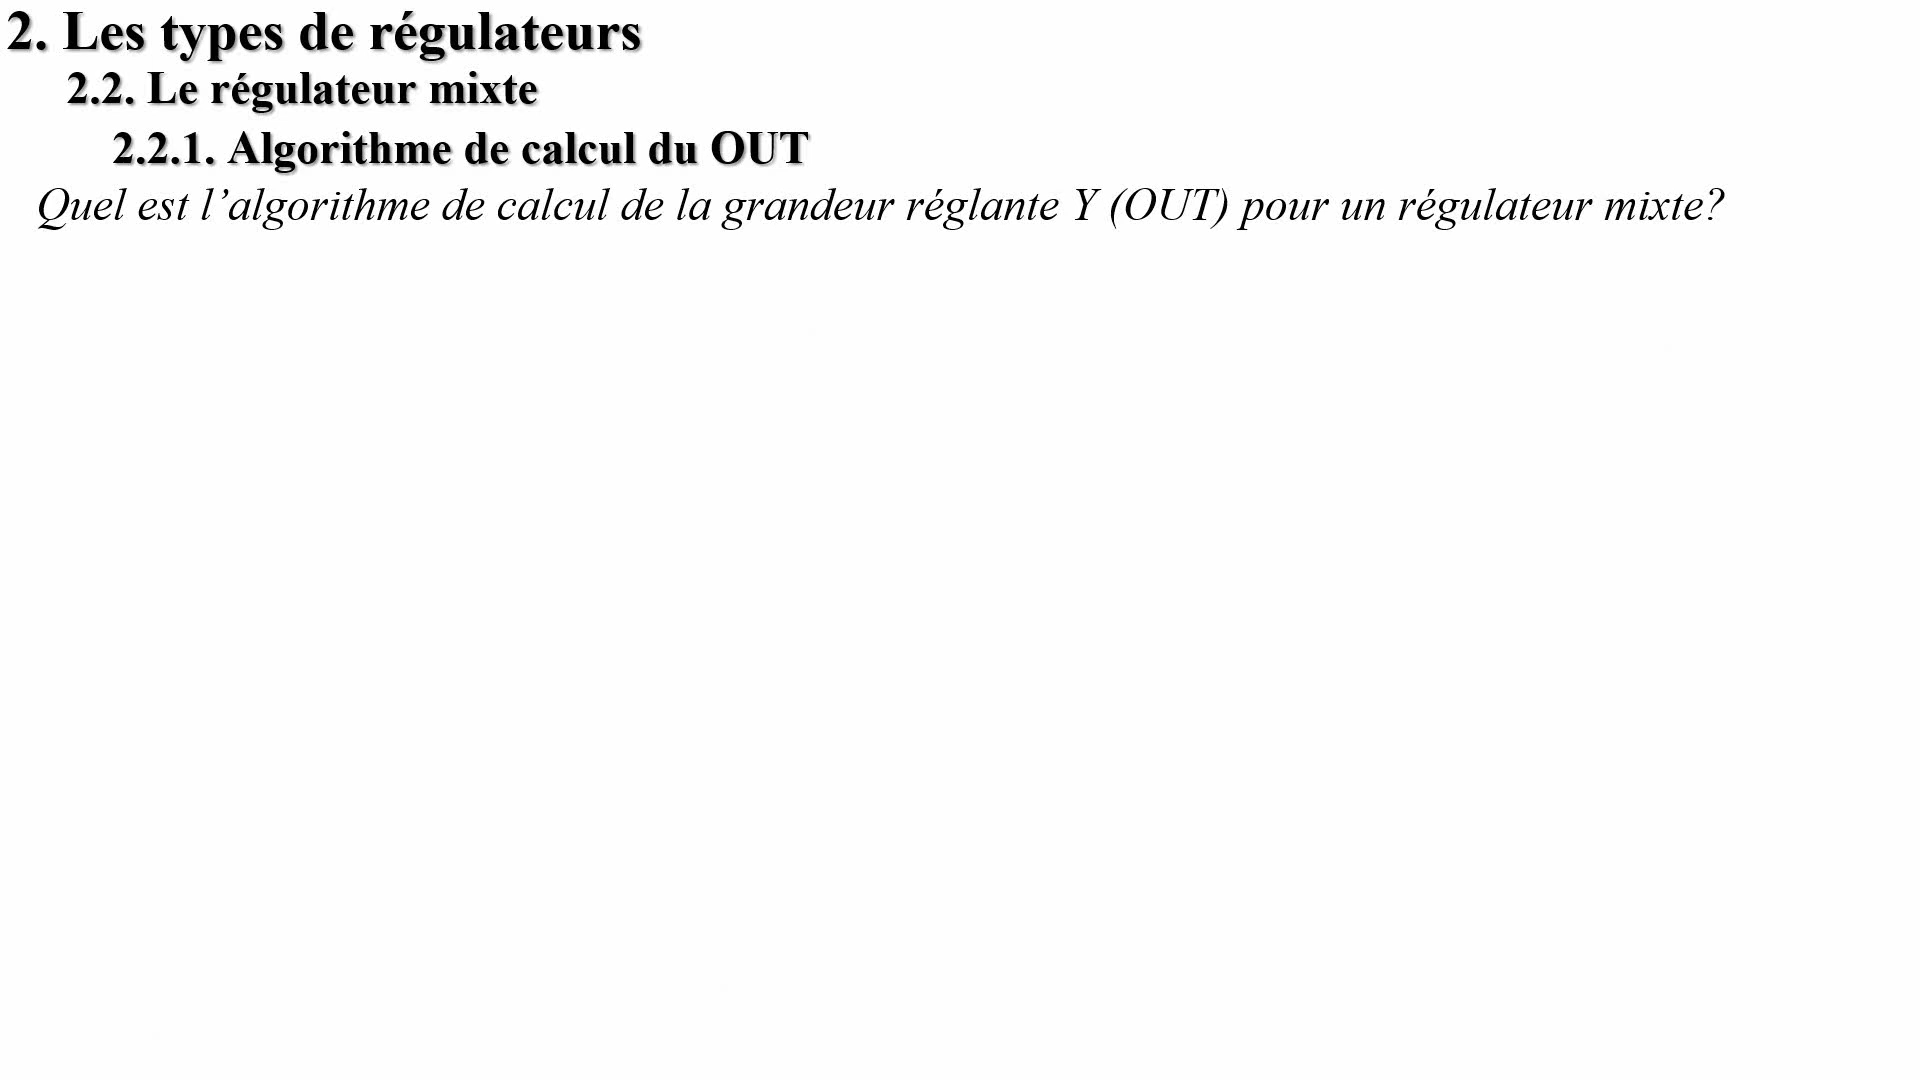 2. Les types de régulateurs
2.2. Le régulateur mixte
2.2.1. Algorithme de calcul du OUT
Quel est l’algorithme de calcul de la grandeur réglante Y (OUT) pour un régulateur mixte?